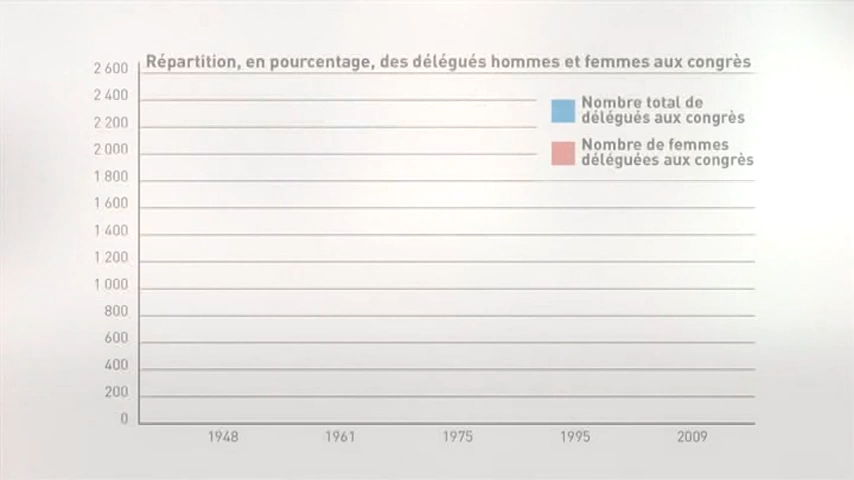 Répartition, en pourcentage, des délégués hommes et femmes aux congrès
2 600
2 400
2 200
2 000
1 800
1 600
1 400
1 200
1 000
800
600
400
200
0
Nombre total de
délégués aux congrès
Nombre de femmes
déléguées aux congrès
1948 1961 1975 1995 2009